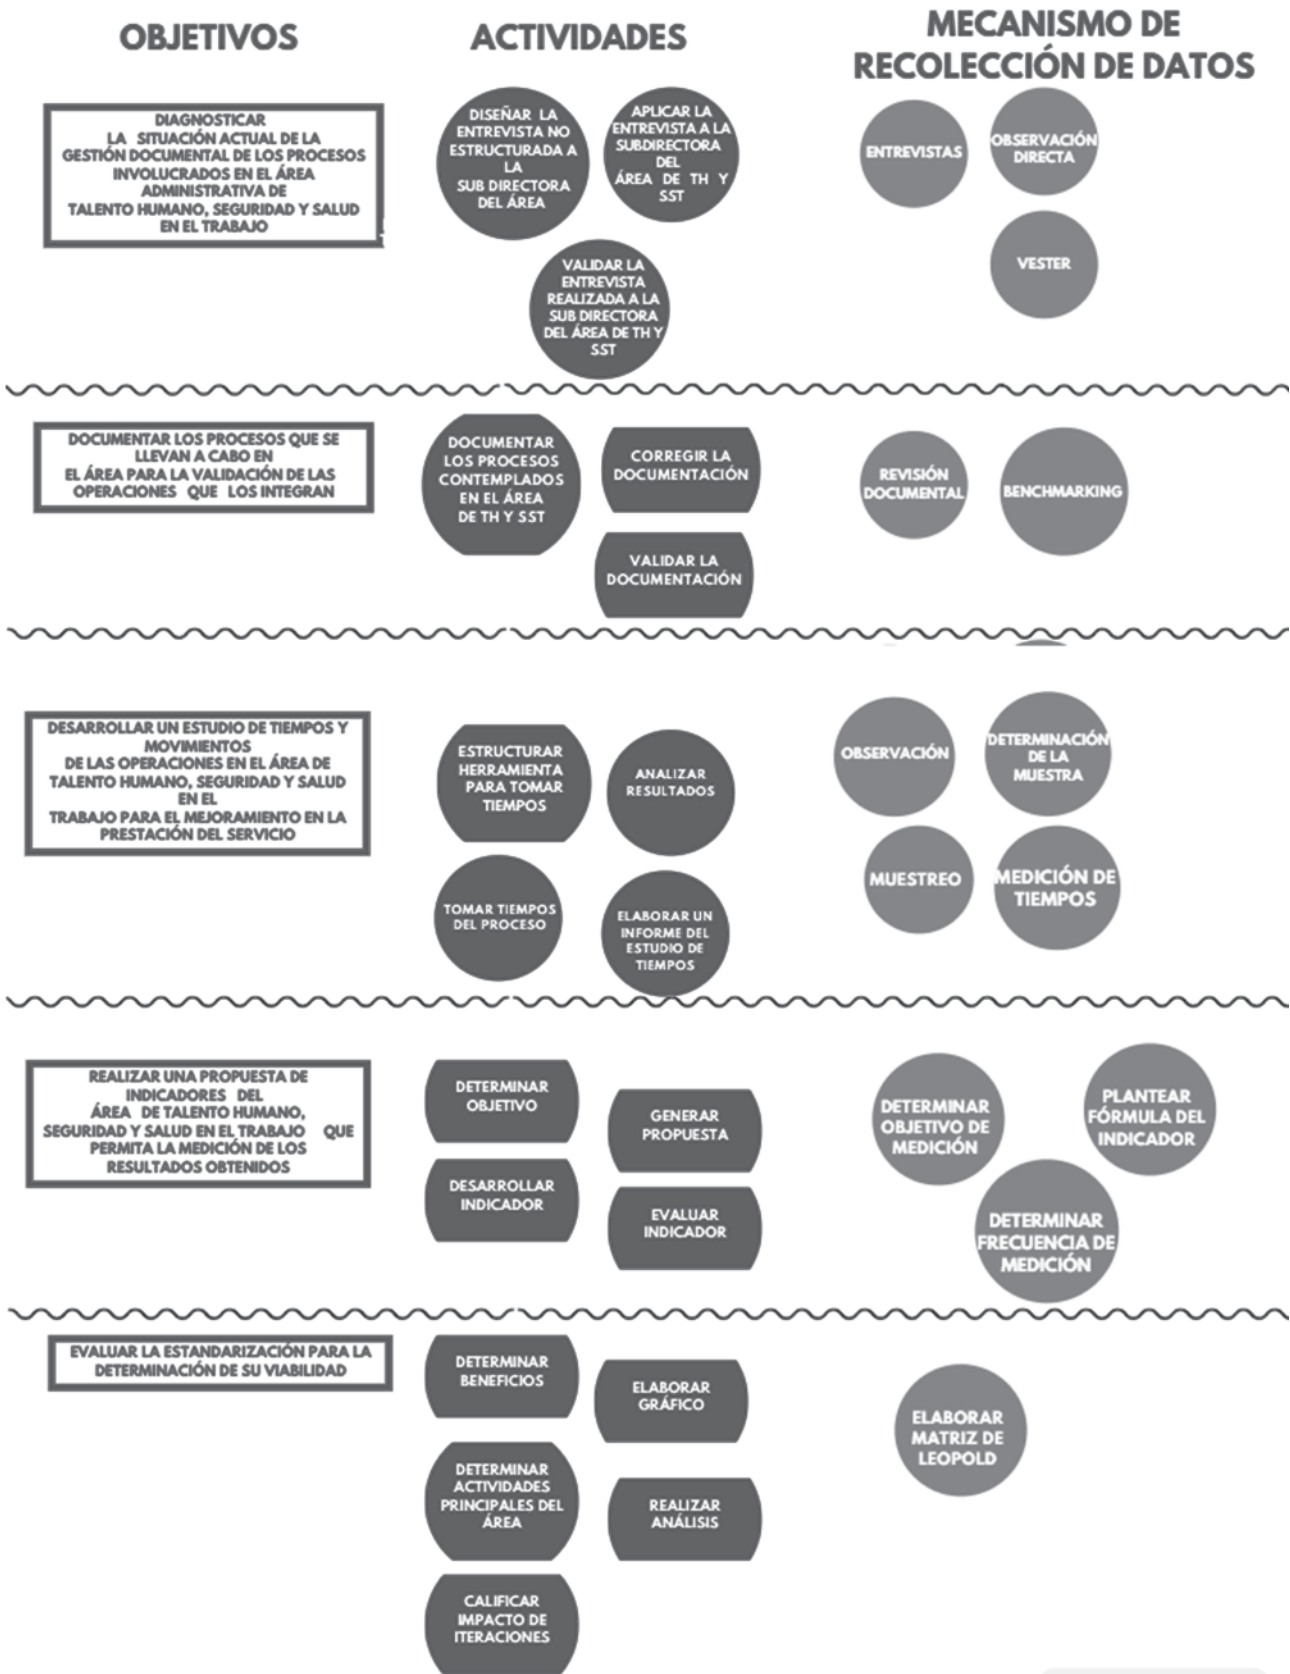 OBJETIVOS
ACTIVIDADES
MECANISMO DE
RECOLECCIÓN DE DATOS
DIAGNOSTICAR
LA SITUACIÓN ACTUAL DE LA
GESTIÓN DOCUMENTAL DE LOS PROCESOS
INVOLUCRADOS EN EL ÁREA
ADMINISTRATIVA DE
TALENTO HUMANO, SEGURIDAD Y SALUD
EN EL TRABAJO
DISEÑAR LA
ENTREVISTA NO
ESTRUCTURADA A
LA
SUB DIRECTORA
DEL ÁREA
APLICAR LA
ENTREVISTA A LA
SUBDIRECTORA
DEL
ÁREA DE TH Y
SST
VALIDAR LA
ENTREVISTA
REALIZADA A LA
SUB DIRECTORA
DEL ÁREA DE TH Y
SST
ENTREVISTAS
OBSERVACIÓN
DIRECTA
VESTER
DOCUMENTAR LOS PROCESOS QUE SE
LLEVAN A CABO EN
EL ÁREA PARA LA VALIDACIÓN DE LAS
OPERACIONES QUE LOS INTEGRAN
DOCUMENTAR
LOS PROCESOS
CONTEMPLADOS
EN EL ÁREA
DE TH Y SST
CORREGIR LA
DOCUMENTACIÓN
VALIDAR LA
DOCUMENTACIÓN
REVISIÓN
DOCUMENTAL
BENCHMARKING
DESARROLLAR UN ESTUDIO DE TIEMPOS Y
MOVIMIENTOS
DE LAS OPERACIONES EN EL ÁREA DE
TALENTO HUMANO, SEGURIDAD Y SALUD
EN EL
TRABAJO PARA EL MEJORAMIENTO EN LA
PRESTACIÓN DEL SERVICIO
ESTRUCTURAR
HERRAMIENTA
PARA TOMAR
TIEMPOS
ANALIZAR
RESULTADOS
TOMAR TIEMPOS
DEL PROCESO
ELABORAR UN
INFORME DEL
ESTUDIO DE
TIEMPOS
OBSERVACIÓN
DETERMINACIÓN
DE LA
MUESTRA
MUESTREO
MEDICIÓN DE
TIEMPOS
REALIZAR UNA PROPUESTA DE
INDICADORES DEL
ÁREA DE TALENTO HUMANO,
SEGURIDAD Y SALUD EN EL TRABAJO QUE
PERMITA LA MEDICIÓN DE LOS
RESULTADOS OBTENIDOS
DETERMINAR
OBJETIVO
GENERAR
PROPUESTA
DESARROLLAR
INDICADOR
EVALUAR
INDICADOR
DETERMINAR
OBJETIVO DE
MEDICIÓN
PLANTEAR
FÓRMULA DEL
INDICADOR
DETERMINAR
FRECUENCIA DE
MEDICIÓN
EVALUAR LA ESTANDARIZACIÓN PARA LA
DETERMINACIÓN DE SU VIABILIDAD
DETERMINAR
BENEFICIOS
ELABORAR
GRÁFICO
DETERMINAR
ACTIVIDADES
PRINCIPALES DEL
ÁREA
REALIZAR
ANÁLISIS
CALIFICAR
IMPACTO DE
ITERACIONES
ELABORAR
MATRIZ DE
LEOPOLD